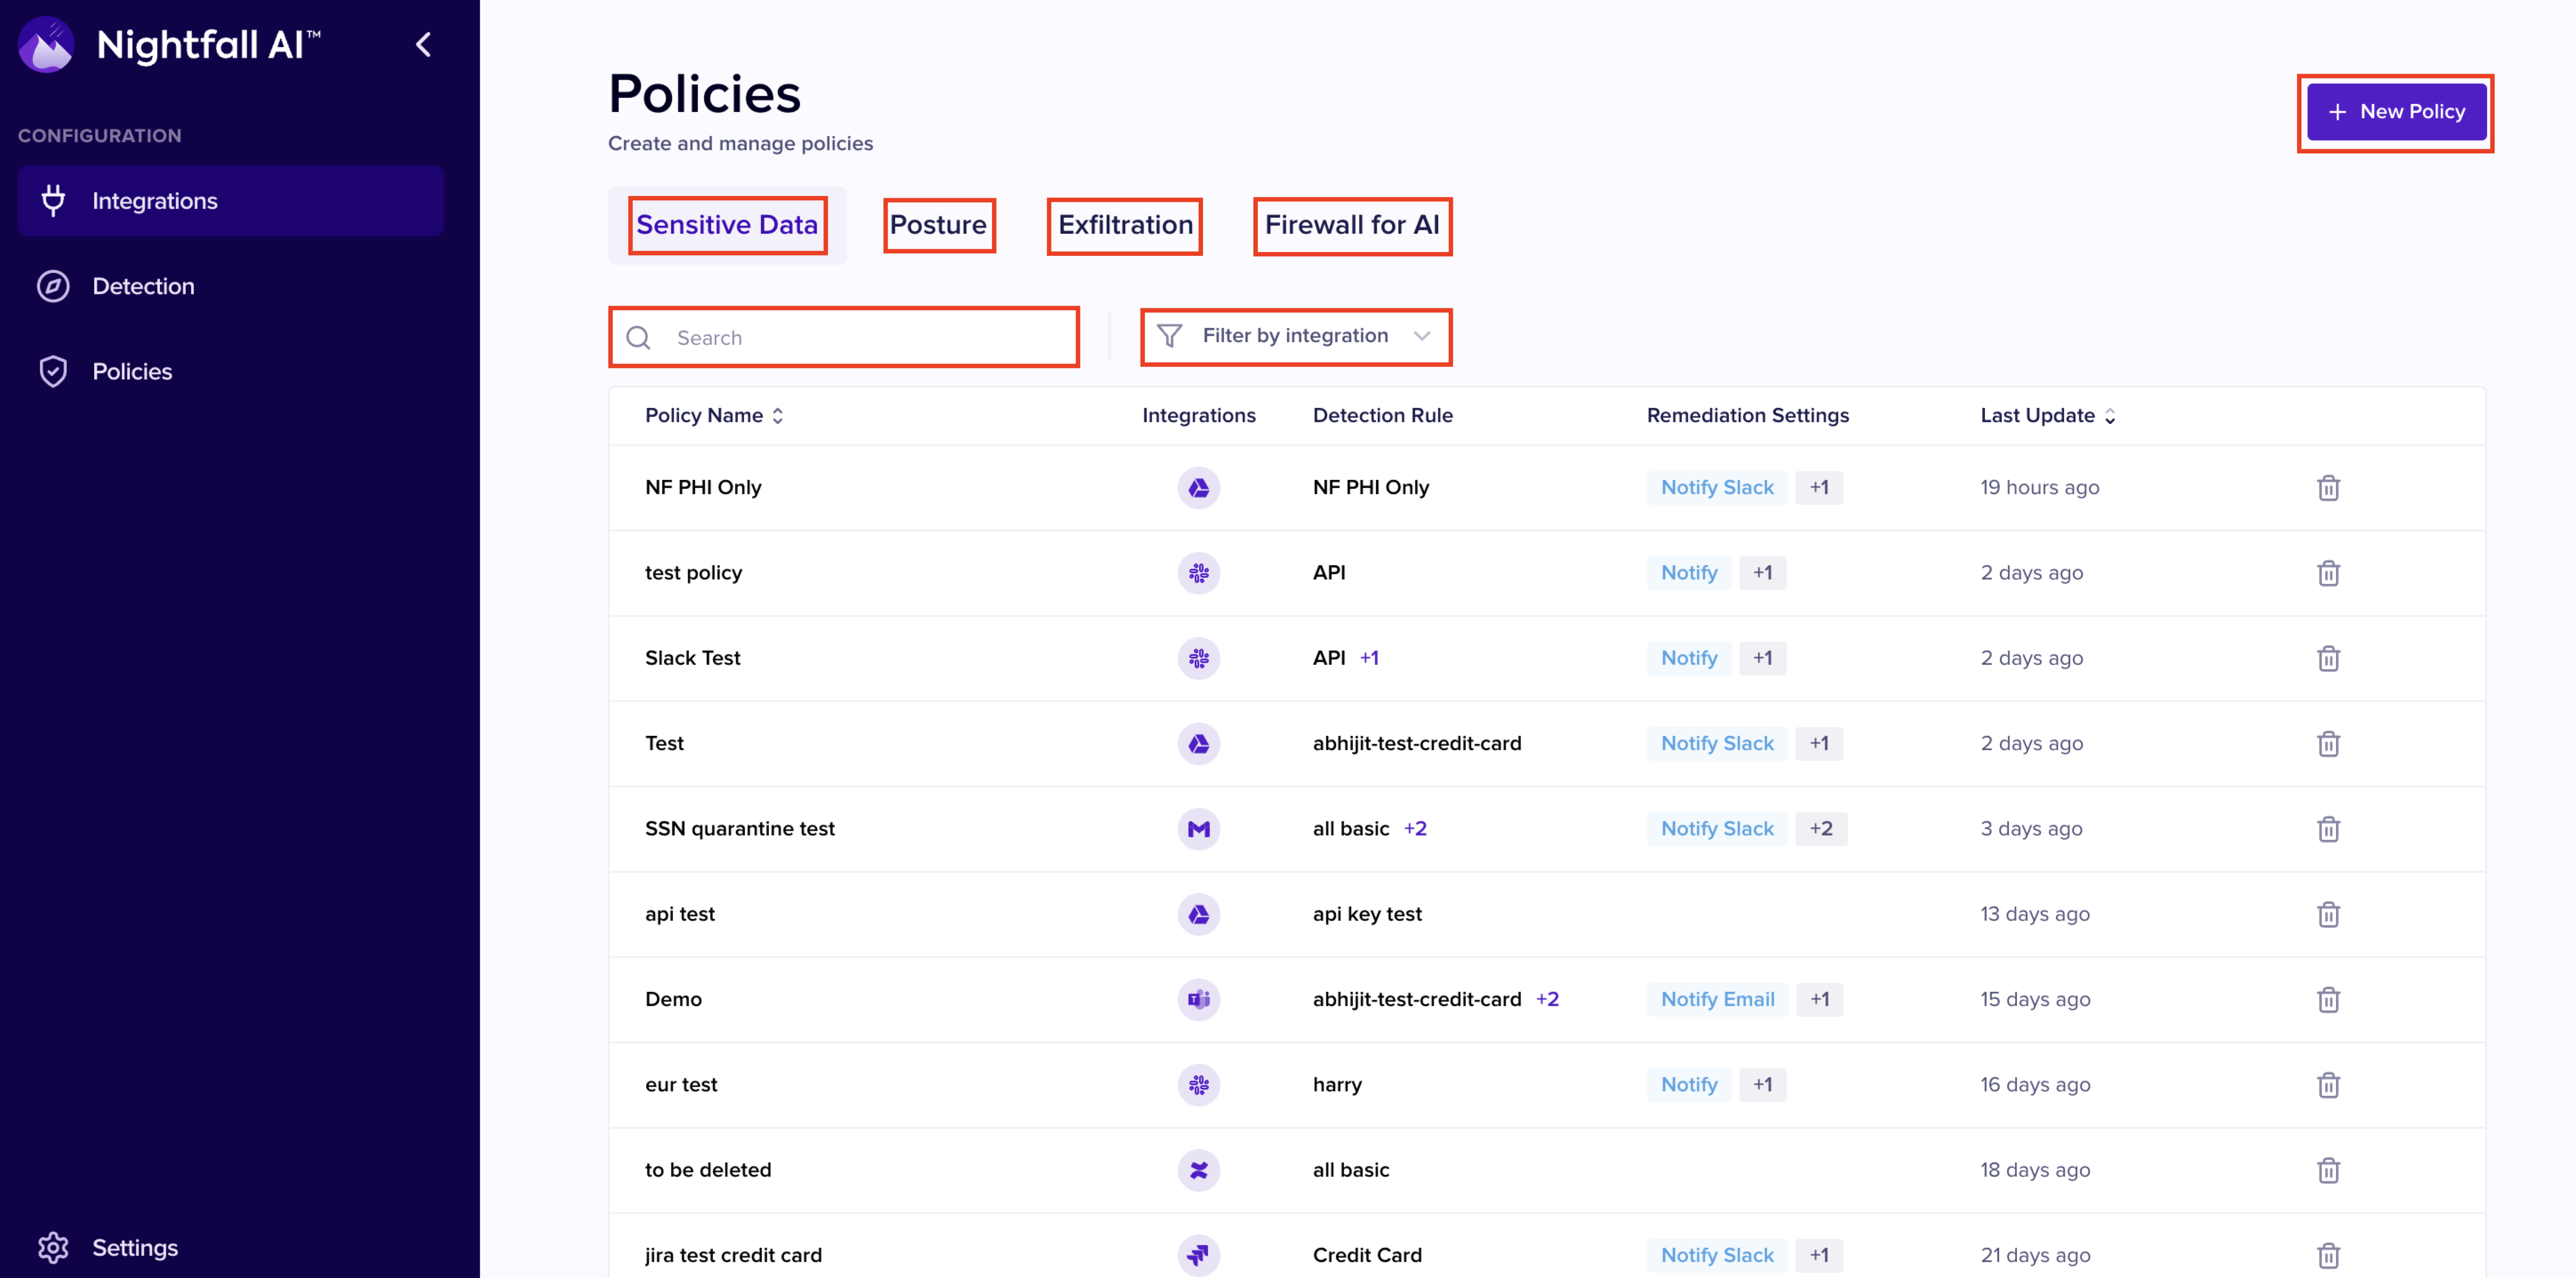 Nightfall AI™
CONFIGURATION
Integrations
Detection
Policies
Settings
Policies
Create and manage policies
+ New Policy
Sensitive Data Posture Exfiltration Firewall for AI
Search Filter by integration
Policy Name Integrations Detection Rule Remediation Settings Last Update
NF PHI Only NF PHI Only Notify Slack +1 19 hours ago
test policy API Notify +1 2 days ago
Slack Test API +1 Notify +1 2 days ago
Test abhijit-test-credit-card Notify Slack +1 2 days ago
SSN quarantine test all basic +2 Notify Slack +2 3 days ago
api test api key test 13 days ago
Demo abhijit-test-credit-card +2 Notify Email +1 15 days ago
eur test harry Notify +1 16 days ago
to be deleted all basic 18 days ago
jira test credit card Credit Card Notify Slack +1 21 days ago